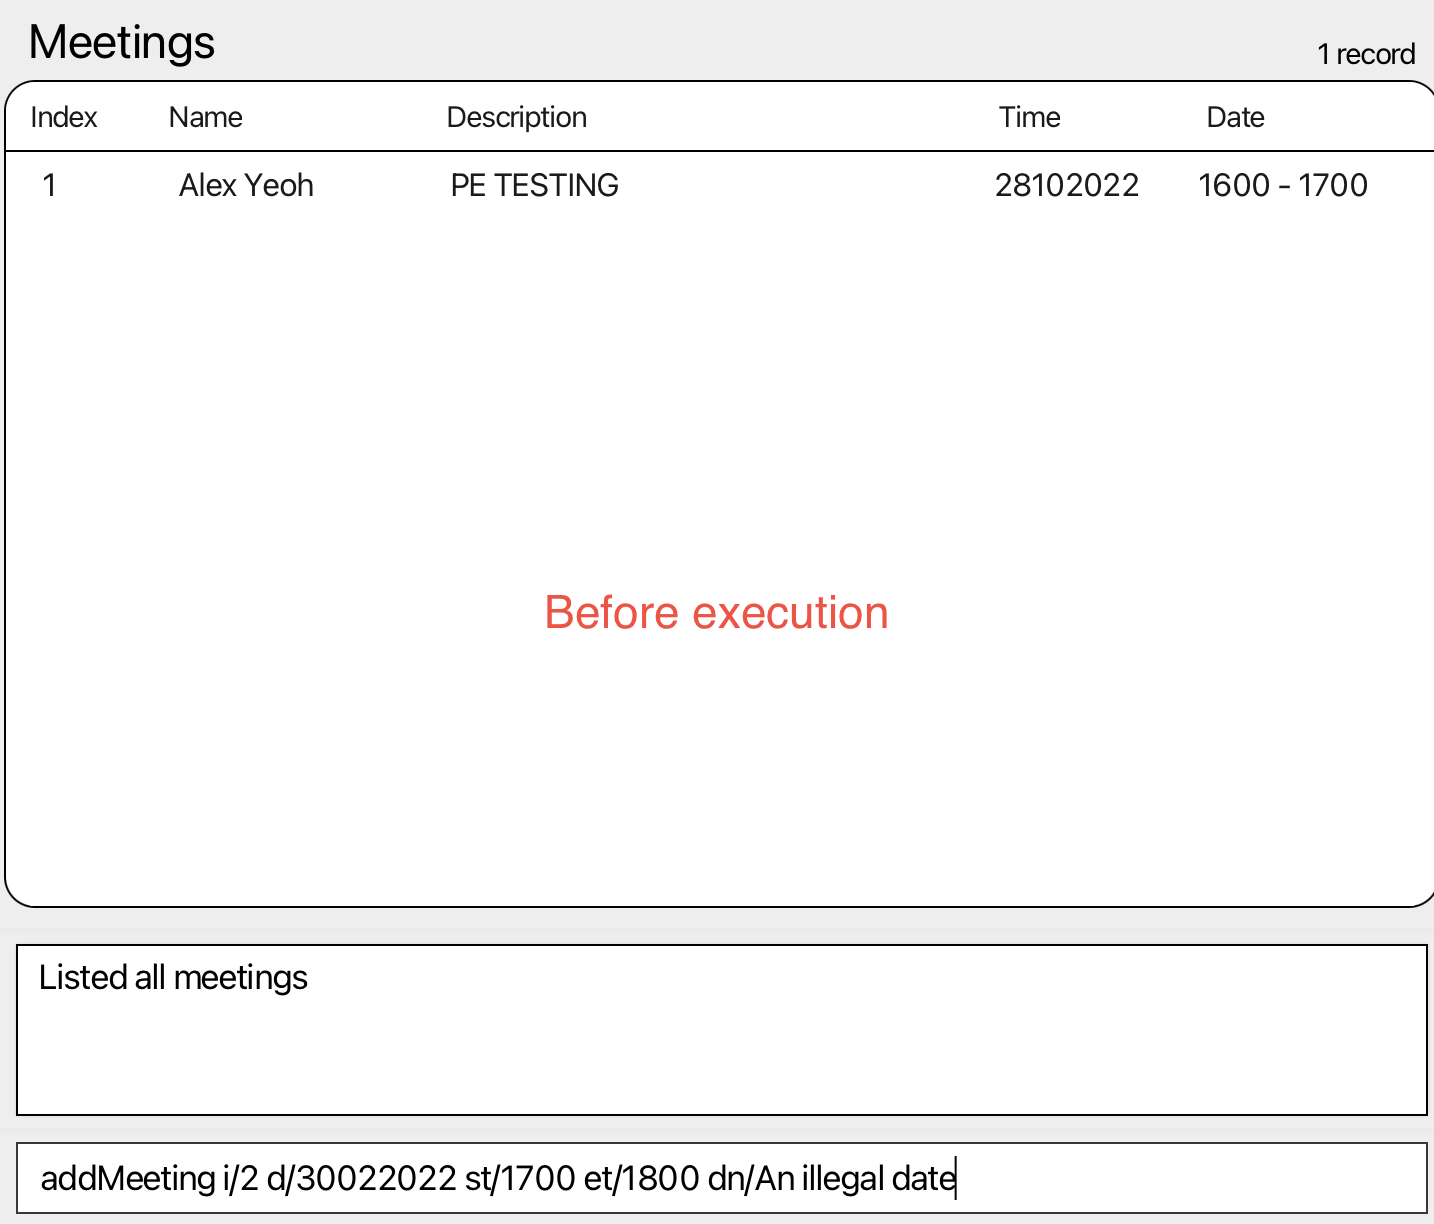 Meetings
1 record
Index Name Description Time Date
1 Alex Yeoh PE TESTING 28102022 1600 - 1700
Before execution
Listed all meetings
addMeeting i/2 d/30022022 st/1700 et/1800 dn/An illegal date